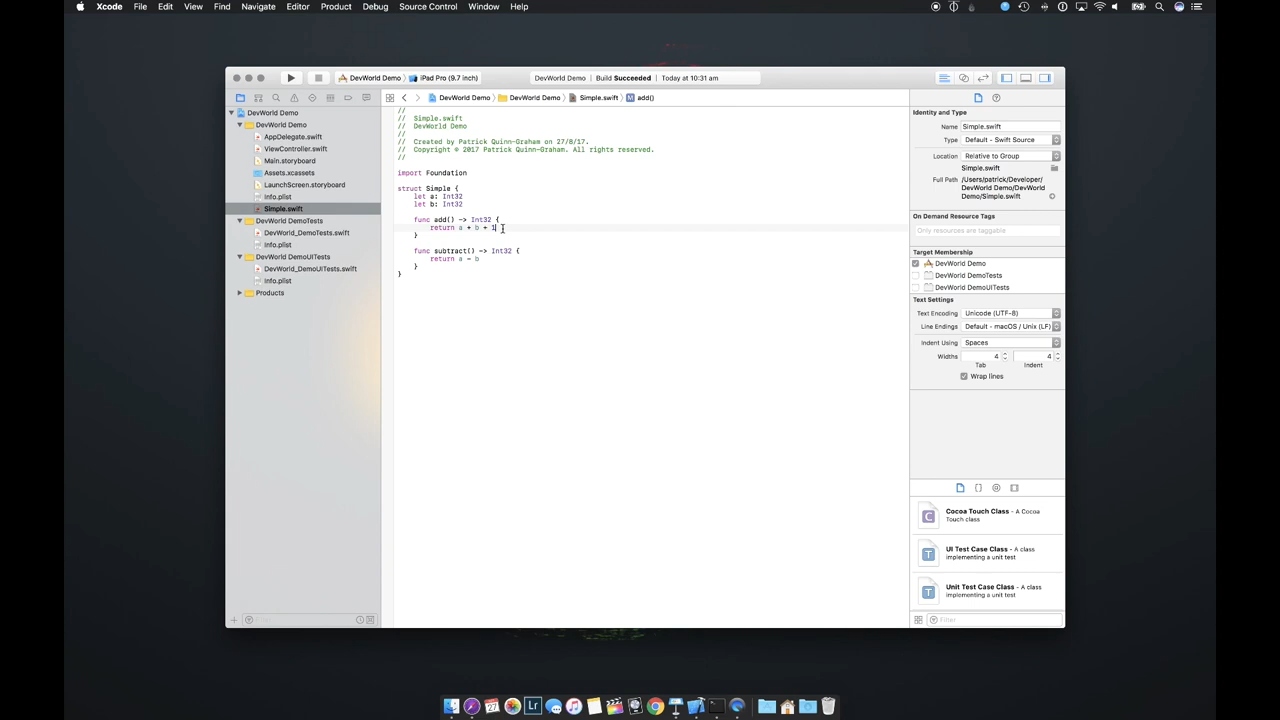 Xcode File Edit View Find Navigate Editor Product Debug Source Control Window Help
DevWorld Demo iPad Pro (9.7 inch) DevWorld Demo Build Succeeded Today at 10:31 am
DevWorld Demo DevWorld Demo Simple.swift M add()
DevWorld Demo
DevWorld Demo
AppDelegate.swift
ViewController.swift
Main.storyboard
Assets.xcassets
LaunchScreen.storyboard
Info.plist
Simple.swift
DevWorld DemoTests
DevWorld_DemoTests.swift
Info.plist
DevWorld DemoUITests
DevWorld_DemoUITests.swift
Info.plist
Products
Filter
//
// Simple.swift
// DevWorld Demo
//
// Created by Patrick Quinn-Graham on 27/8/17.
// Copyright © 2017 Patrick Quinn-Graham. All rights reserved.
//
import Foundation
struct Simple {
let a: Int32
let b: Int32
func add() -> Int32 {
return a + b + 1
}
func subtract() -> Int32 {
return a - b
}
}
Identity and Type
Name Simple.swift
Type Default - Swift Source
Location Relative to Group
Simple.swift
Full Path /Users/patrick/Developer/
DevWorld Demo/DevWorld
Demo/Simple.swift
On Demand Resource Tags
Only resources are taggable
Target Membership
DevWorld Demo
DevWorld DemoTests
DevWorld DemoUITests
Text Settings
Text Encoding Unicode (UTF-8)
Line Endings Default - macOS / Unix (LF)
Indent Using Spaces
Widths 4 4
Tab Indent
Wrap lines
{}
C Cocoa Touch Class - A Cocoa
Touch class
T UI Test Case Class - A class
implementing a unit test
T Unit Test Case Class - A class
implementing a unit test
Filter
27 Lr